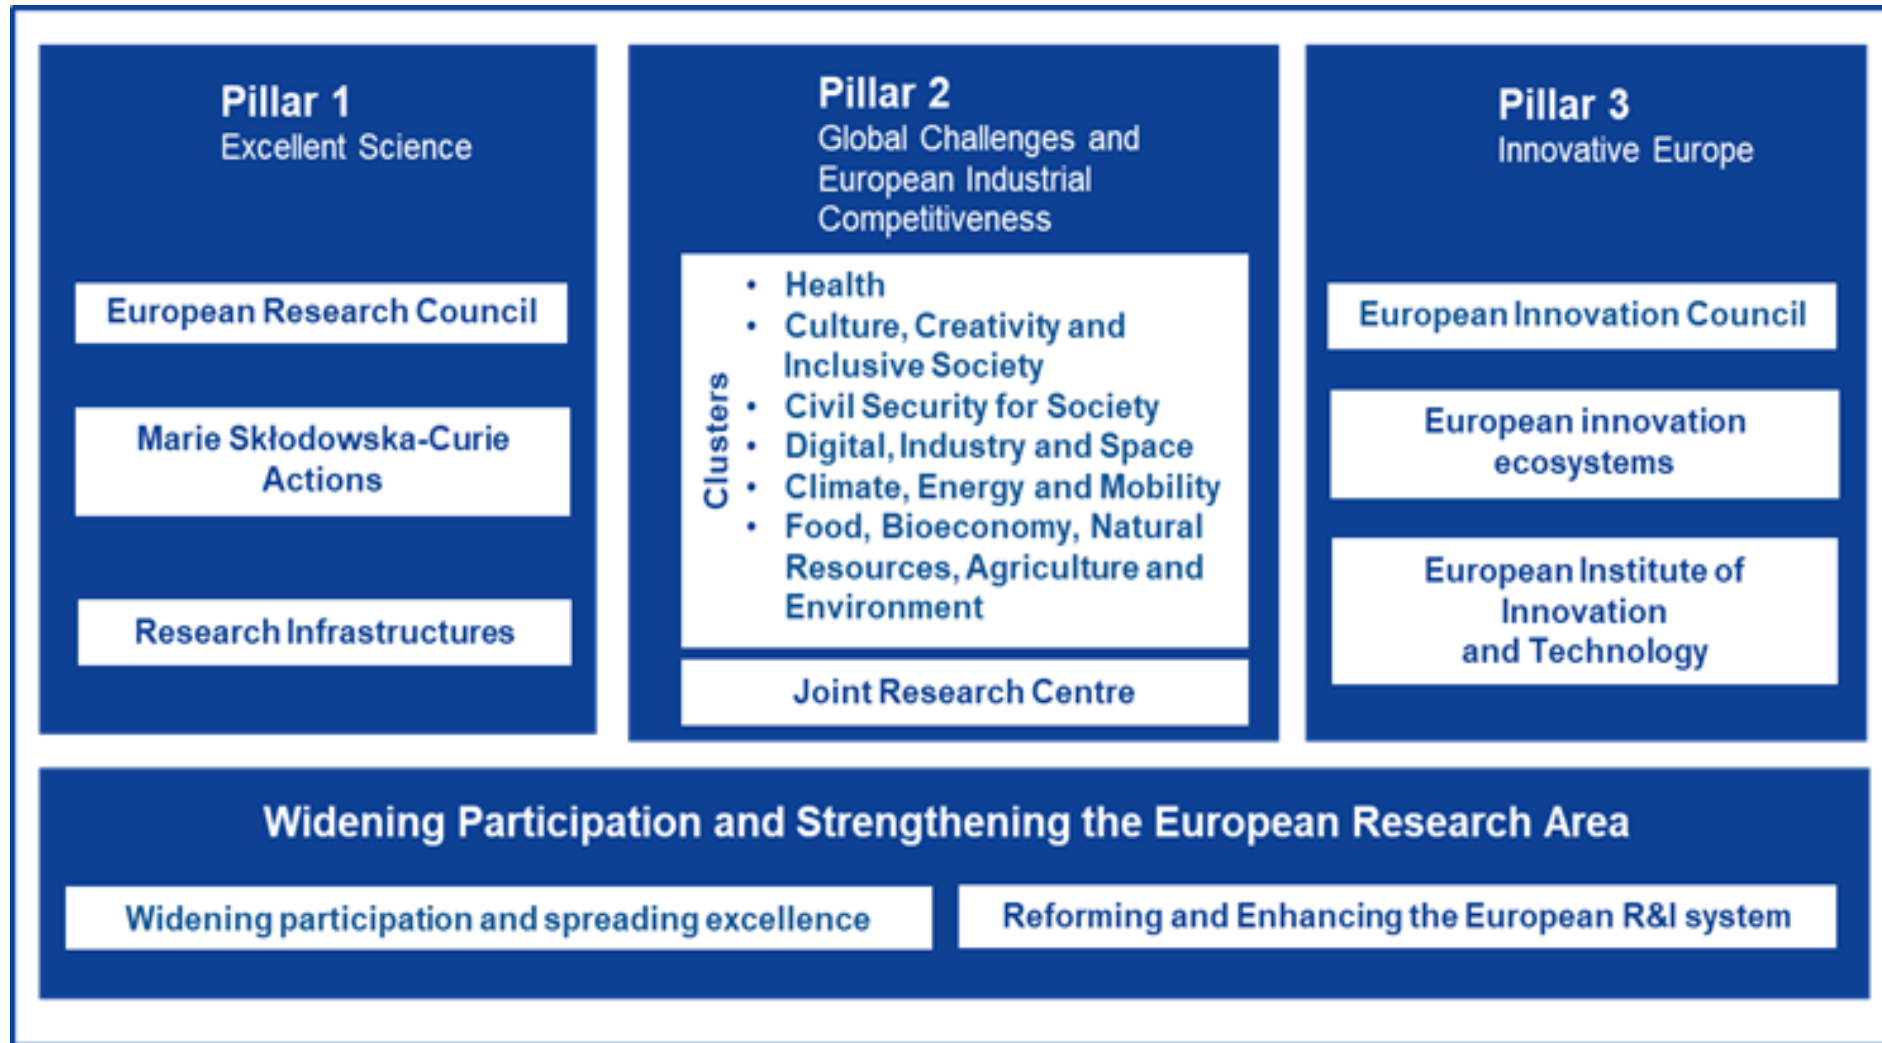 Pillar 1
Excellent Science
European Research Council
Marie Skłodowska-Curie
Actions
Research Infrastructures
Pillar 2
Global Challenges and
European Industrial
Competitiveness
Clusters
• Health
• Culture, Creativity and
Inclusive Society
• Civil Security for Society
• Digital, Industry and Space
• Climate, Energy and Mobility
• Food, Bioeconomy, Natural
Resources, Agriculture and
Environment
Joint Research Centre
Pillar 3
Innovative Europe
European Innovation Council
European innovation
ecosystems
European Institute of
Innovation
and Technology
Widening Participation and Strengthening the European Research Area
Widening participation and spreading excellence
Reforming and Enhancing the European R&I system